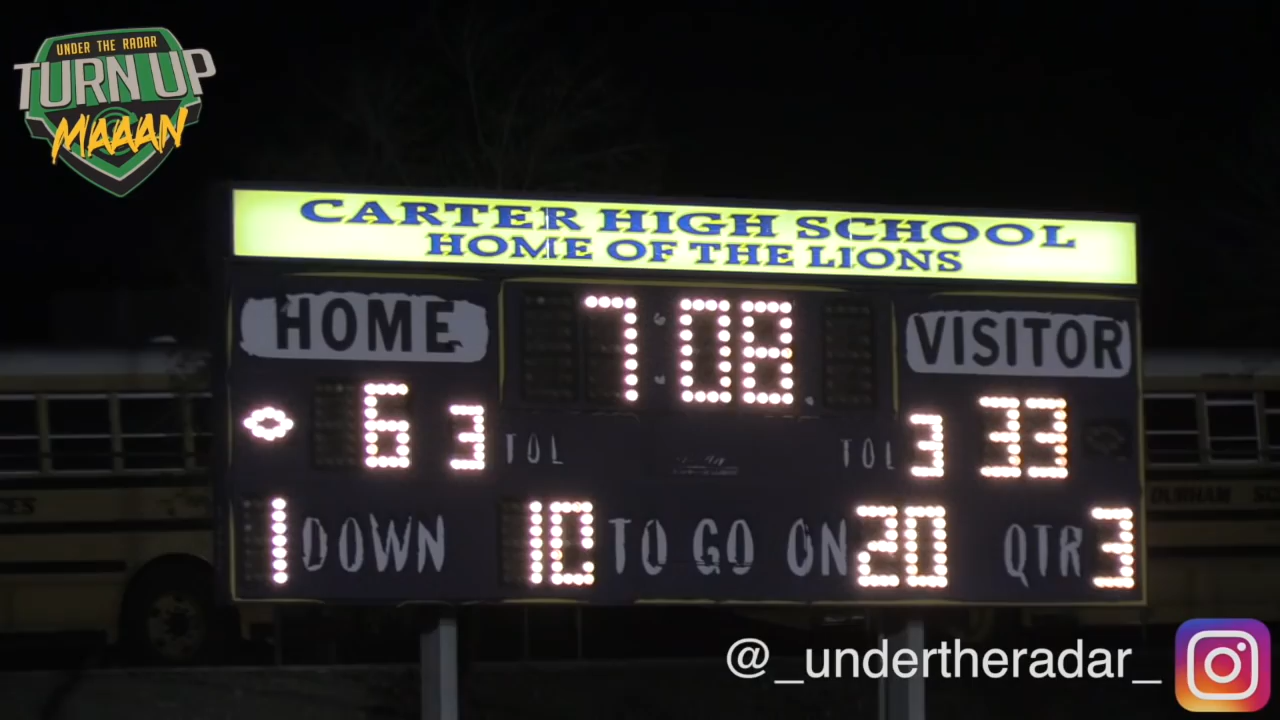 UNDER THE RADAR
TURN UP
MAAAN
CARTER HIGH SCHOOL
HOME OF THE LIONS
HOME 7:08 VISITOR
6 3 TOL TOL 3 33
1 DOWN 10 TO GO ON 20 QTR 3
DURHAM
@_undertheradar_